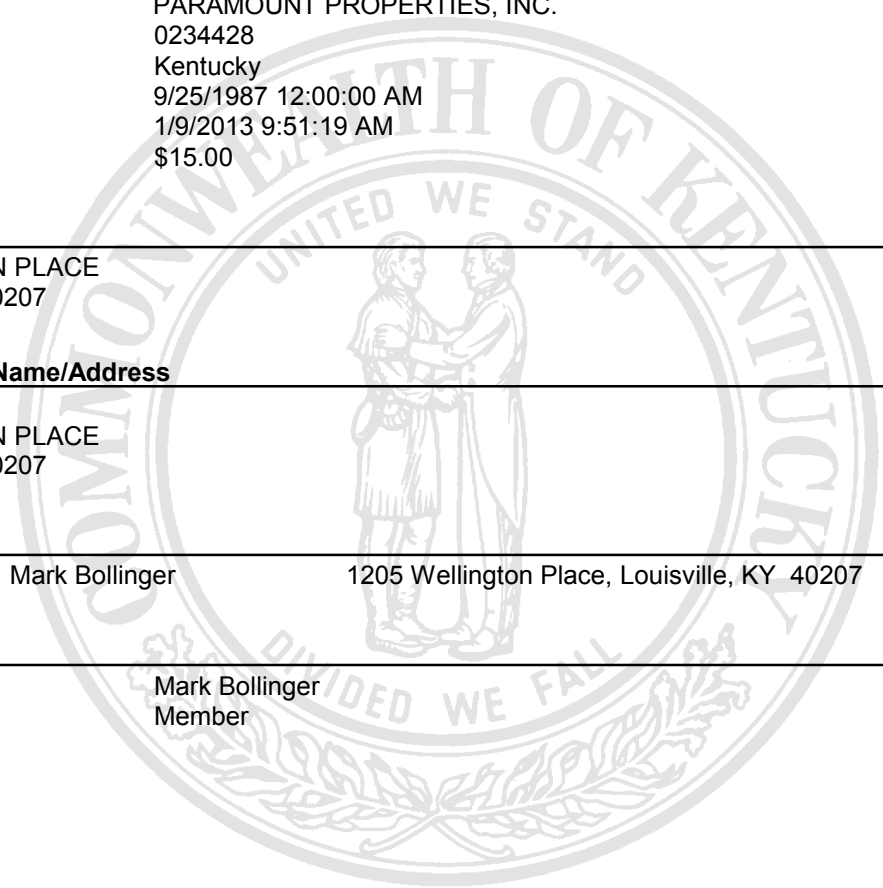 PARAMOUNT PROPERTIES, INC.
0234428
Kentucky
9/25/1987 12:00:00 AM
1/9/2013 9:51:19 AM
$15.00
N PLACE
0207
Name/Address
N PLACE
0207
Mark Bollinger 1205 Wellington Place, Louisville, KY 40207
Mark Bollinger
Member
COMMONWEALTH OF KENTUCKY
UNITED WE STAND
DIVIDED WE FALL